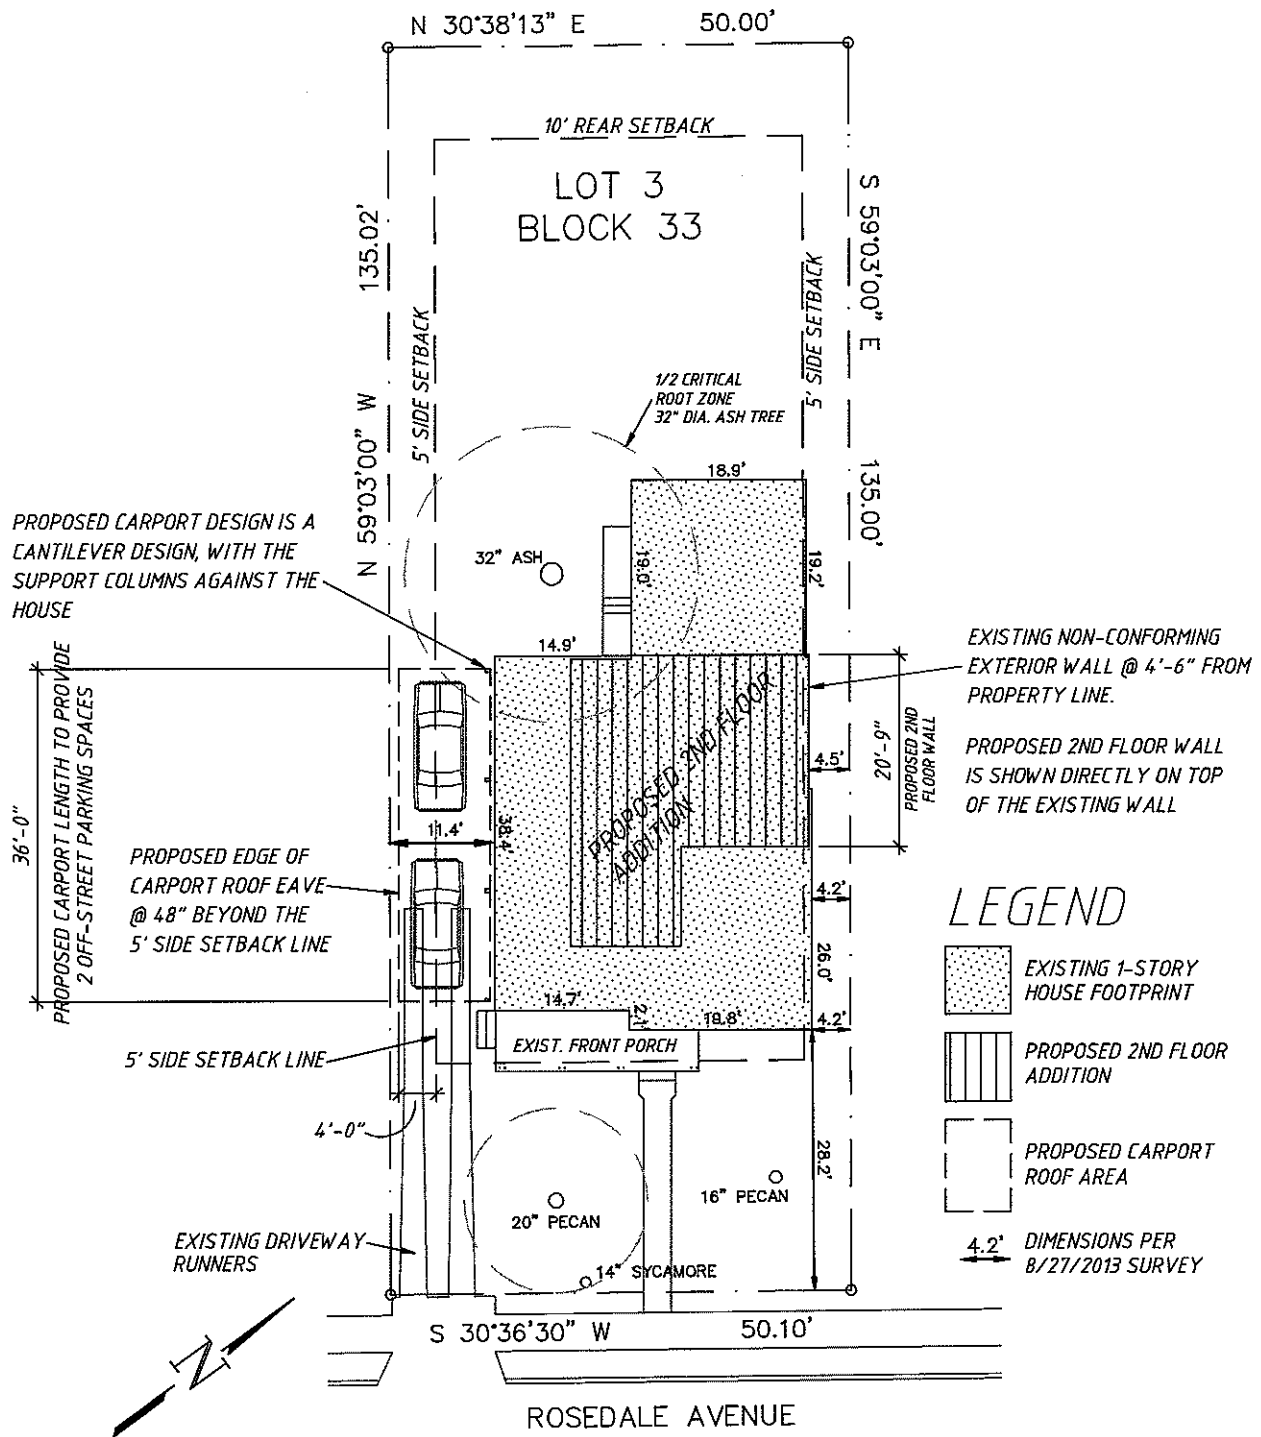 N 30°38'13" E 50.00'
10' REAR SETBACK
LOT 3
BLOCK 33
135.02'
N 59°03'00" W
S 59°03'00" E
135.00'
5' SIDE SETBACK
5' SIDE SETBACK
1/2 CRITICAL
ROOT ZONE
32" DIA. ASH TREE
18.9'
PROPOSED CARPORT DESIGN IS A
CANTILEVER DESIGN, WITH THE
SUPPORT COLUMNS AGAINST THE
HOUSE
32" ASH
19.0'
19.2'
14.9'
EXISTING NON-CONFORMING
EXTERIOR WALL @ 4'-6" FROM
PROPERTY LINE.
PROPOSED 2ND FLOOR WALL
IS SHOWN DIRECTLY ON TOP
OF THE EXISTING WALL
20'-9"
PROPOSED 2ND
FLOOR WALL
4.5'
PROPOSED 2ND FLOOR
ADDITION
36'-0"
PROPOSED CARPORT LENGTH TO PROVIDE
2 OFF-STREET PARKING SPACES
11.4'
38.4'
PROPOSED EDGE OF
CARPORT ROOF EAVE
@ 48" BEYOND THE
5' SIDE SETBACK LINE
4.2'
26.0'
14.7'
2.1'
19.8'
4.2'
EXIST. FRONT PORCH
5' SIDE SETBACK LINE
4'-0"
28.2'
16" PECAN
20" PECAN
14" SYCAMORE
EXISTING DRIVEWAY
RUNNERS
LEGEND
EXISTING 1-STORY
HOUSE FOOTPRINT
PROPOSED 2ND FLOOR
ADDITION
PROPOSED CARPORT
ROOF AREA
4.2' DIMENSIONS PER
8/27/2013 SURVEY
N
S 30°36'30" W 50.10'
ROSEDALE AVENUE